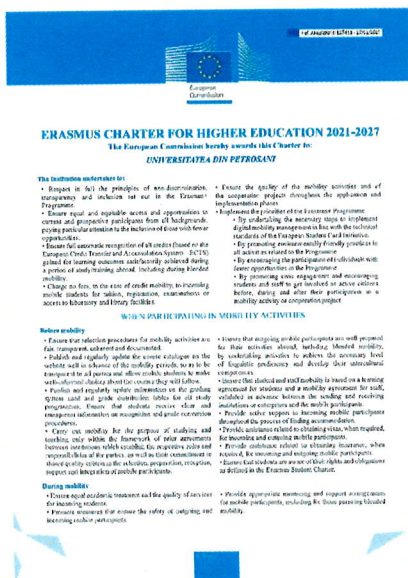 European
Commission
ERASMUS CHARTER FOR HIGHER EDUCATION 2021-2027
The European Commission hereby awards this Charter to:
UNIVERSITATEA DIN PETROSANI
The Institution undertakes to:
• Respect in full the principles of non-discrimination,
transparency and inclusion set out in the Erasmus+
Programme.
• Ensure equal and equitable access and opportunities to
current and prospective participants from all backgrounds,
paying particular attention to the inclusion of those with fewer
opportunities.
• Ensure full automatic recognition of all credits (based on the
European Credit Transfer and Accumulation System – ECTS)
gained for learning outcomes satisfactorily achieved during
a period of study/training abroad, including during blended
mobility.
• Charge no fees, in the case of credit mobility, to incoming
mobile students for tuition, registration, examinations or
access to laboratory and library facilities.
• Ensure the quality of the mobility activities and of
the cooperation projects throughout the application and
implementation phases.
• Implement the priorities of the Erasmus+ Programme:
• By undertaking the necessary steps to implement
digital mobility management in line with the technical
standards of the European Student Card Initiative.
• By promoting environmentally friendly practices in
all activities related to the Programme.
• By encouraging the participation of individuals with
fewer opportunities in the Programme.
• By promoting civic engagement and encouraging
students and staff to get involved as active citizens
before, during and after their participation in a
mobility activity or cooperation project.
WHEN PARTICIPATING IN MOBILITY ACTIVITIES
Before mobility
• Ensure that selection procedures for mobility activities are
fair, transparent, coherent and documented.
• Publish and regularly update the course catalogue on the
website well in advance of the mobility periods, so as to be
transparent to all parties and allow mobile students to make
well-informed choices about the courses they will follow.
• Publish and regularly update information on the grading
system used and grade distribution tables for all study
programmes. Ensure that students receive clear and
transparent information on recognition and grade conversion
procedures.
• Carry out mobility for the purpose of studying and
teaching only within the framework of prior agreements
between institutions which establish the respective roles and
responsibilities of the parties, as well as their commitment to
shared quality criteria in the selection, preparation, reception,
support and integration of mobile participants.
• Ensure that outgoing mobile participants are well prepared
for their activities abroad, including blended mobility,
by undertaking activities to achieve the necessary level
of linguistic proficiency and develop their intercultural
competences.
• Ensure that student and staff mobility is based on a learning
agreement for students and a mobility agreement for staff,
validated in advance between the sending and receiving
institutions or enterprises and the mobile participants.
• Provide active support to incoming mobile participants
throughout the process of finding accommodation.
• Provide assistance related to obtaining visas, when required,
for incoming and outgoing mobile participants.
• Provide assistance related to obtaining insurance, when
required, for incoming and outgoing mobile participants.
• Ensure that students are aware of their rights and obligations
as defined in the Erasmus Student Charter.
During mobility
• Ensure equal academic treatment and the quality of services
for incoming students.
• Promote measures that ensure the safety of outgoing and
incoming mobile participants.
• Provide appropriate mentoring and support arrangements
for mobile participants, including for those pursuing blended
mobility.